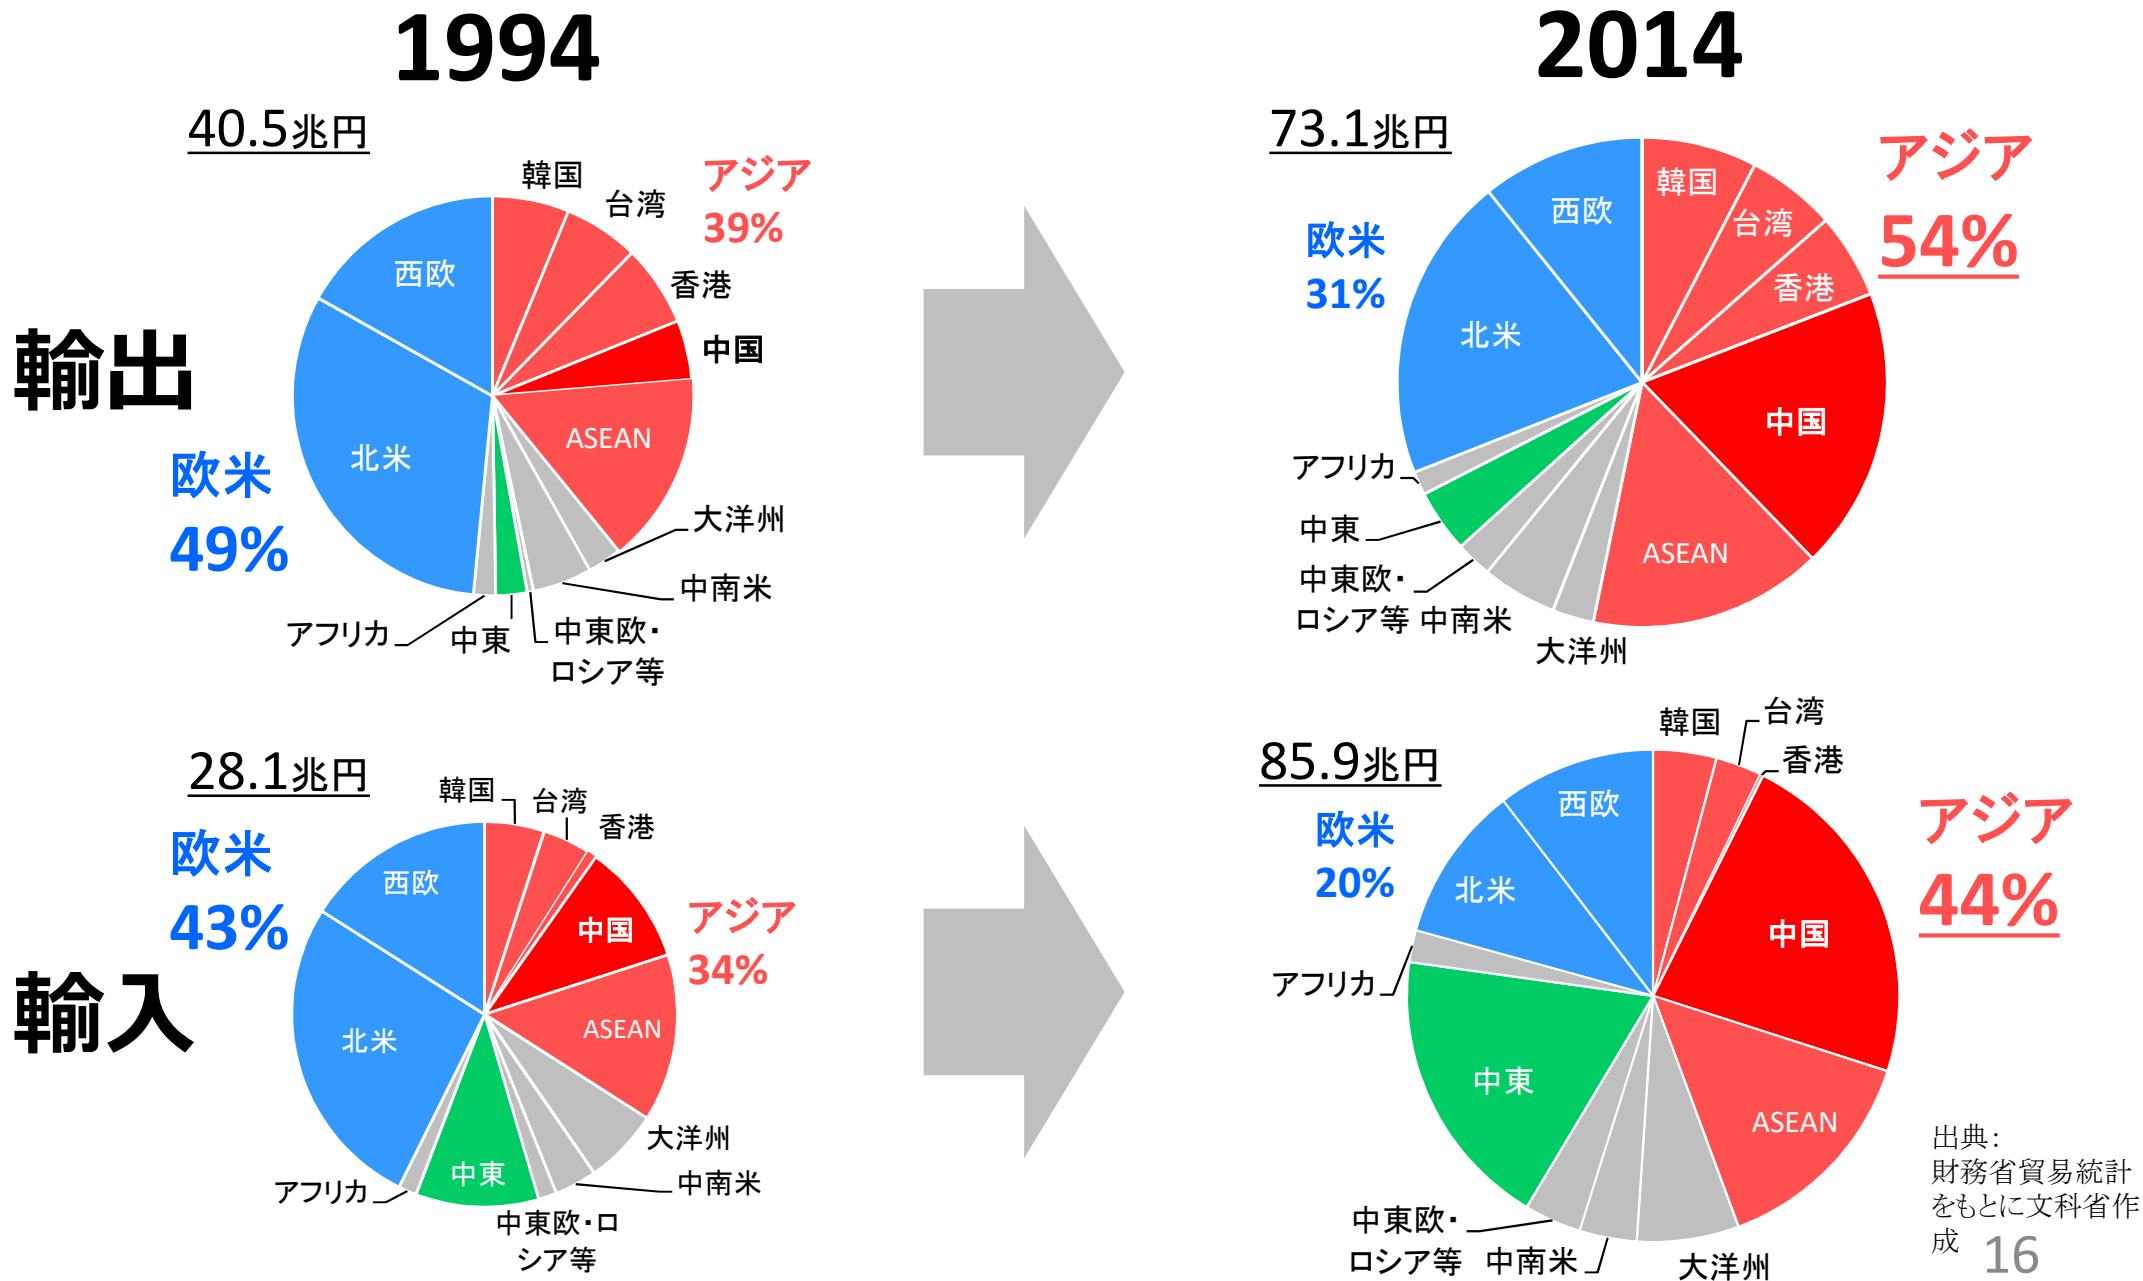 1994
2014
輸出
40.5兆円
韓国
台湾
アジア
39%
香港
中国
ASEAN
大洋州
中南米
中東欧・
ロシア等
中東
アフリカ
北米
西欧
欧米
49%
73.1兆円
韓国
台湾
香港
アジア
54%
中国
ASEAN
大洋州
中南米
中東欧・
ロシア等
中東
アフリカ
北米
西欧
欧米
31%
輸入
28.1兆円
韓国
台湾
香港
中国
アジア
34%
ASEAN
大洋州
中南米
中東欧・ロ
シア等
中東
アフリカ
北米
西欧
欧米
43%
85.9兆円
韓国
台湾
香港
中国
アジア
44%
ASEAN
大洋州
中南米
中東欧・
ロシア等
中東
アフリカ
北米
西欧
欧米
20%
出典：
財務省貿易統計
をもとに文科省作
成
16